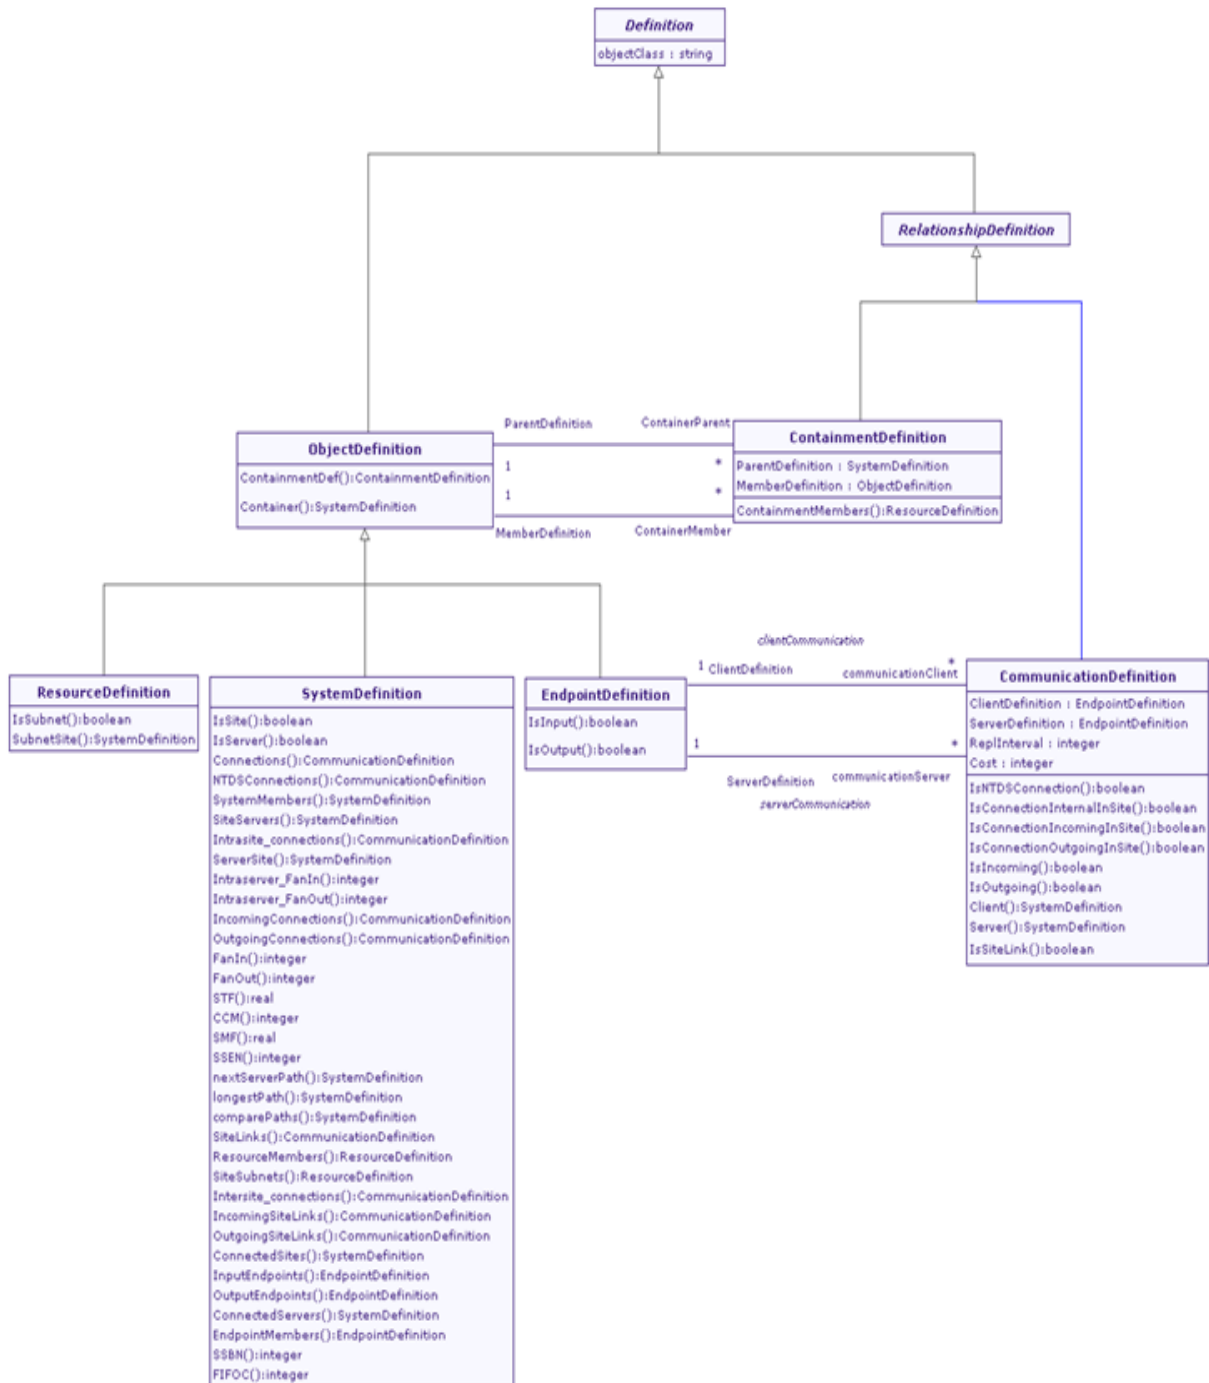 Definition
objectClass : string
RelationshipDefinition
ParentDefinition
ContainerParent
ObjectDefinition
ContainmentDef():ContainmentDefinition
Container():SystemDefinition
1
*
1
*
MemberDefinition
ContainerMember
ContainmentDefinition
ParentDefinition : SystemDefinition
MemberDefinition : ObjectDefinition
ContainmentMembers():ResourceDefinition
ResourceDefinition
IsSubnet():boolean
SubnetSite():SystemDefinition
SystemDefinition
IsSite():boolean
IsServer():boolean
Connections():CommunicationDefinition
NTDSConnections():CommunicationDefinition
SystemMembers():SystemDefinition
SiteServers():SystemDefinition
Intrasite_connections():CommunicationDefinition
ServerSite():SystemDefinition
Intraserver_FanIn():integer
Intraserver_FanOut():integer
IncomingConnections():CommunicationDefinition
OutgoingConnections():CommunicationDefinition
FanIn():integer
FanOut():integer
STF():real
CCM():integer
SMF():real
SSEN():integer
nextServerPath():SystemDefinition
longestPath():SystemDefinition
comparePaths():SystemDefinition
SiteLinks():CommunicationDefinition
ResourceMembers():ResourceDefinition
SiteSubnets():ResourceDefinition
Intersite_connections():CommunicationDefinition
IncomingSiteLinks():CommunicationDefinition
OutgoingSiteLinks():CommunicationDefinition
ConnectedSites():SystemDefinition
InputEndpoints():EndpointDefinition
OutputEndpoints():EndpointDefinition
ConnectedServers():SystemDefinition
EndpointMembers():EndpointDefinition
SSBN():integer
FIFOC():integer
EndpointDefinition
IsInput():boolean
IsOutput():boolean
clientCommunication
1 ClientDefinition
*
communicationClient
1
*
ServerDefinition
communicationServer
serverCommunication
CommunicationDefinition
ClientDefinition : EndpointDefinition
ServerDefinition : EndpointDefinition
ReplInterval : integer
Cost : integer
IsNTDSConnection():boolean
IsConnectionInternalInSite():boolean
IsConnectionIncomingInSite():boolean
IsConnectionOutgoingInSite():boolean
IsIncoming():boolean
IsOutgoing():boolean
Client():SystemDefinition
Server():SystemDefinition
IsSiteLink():boolean